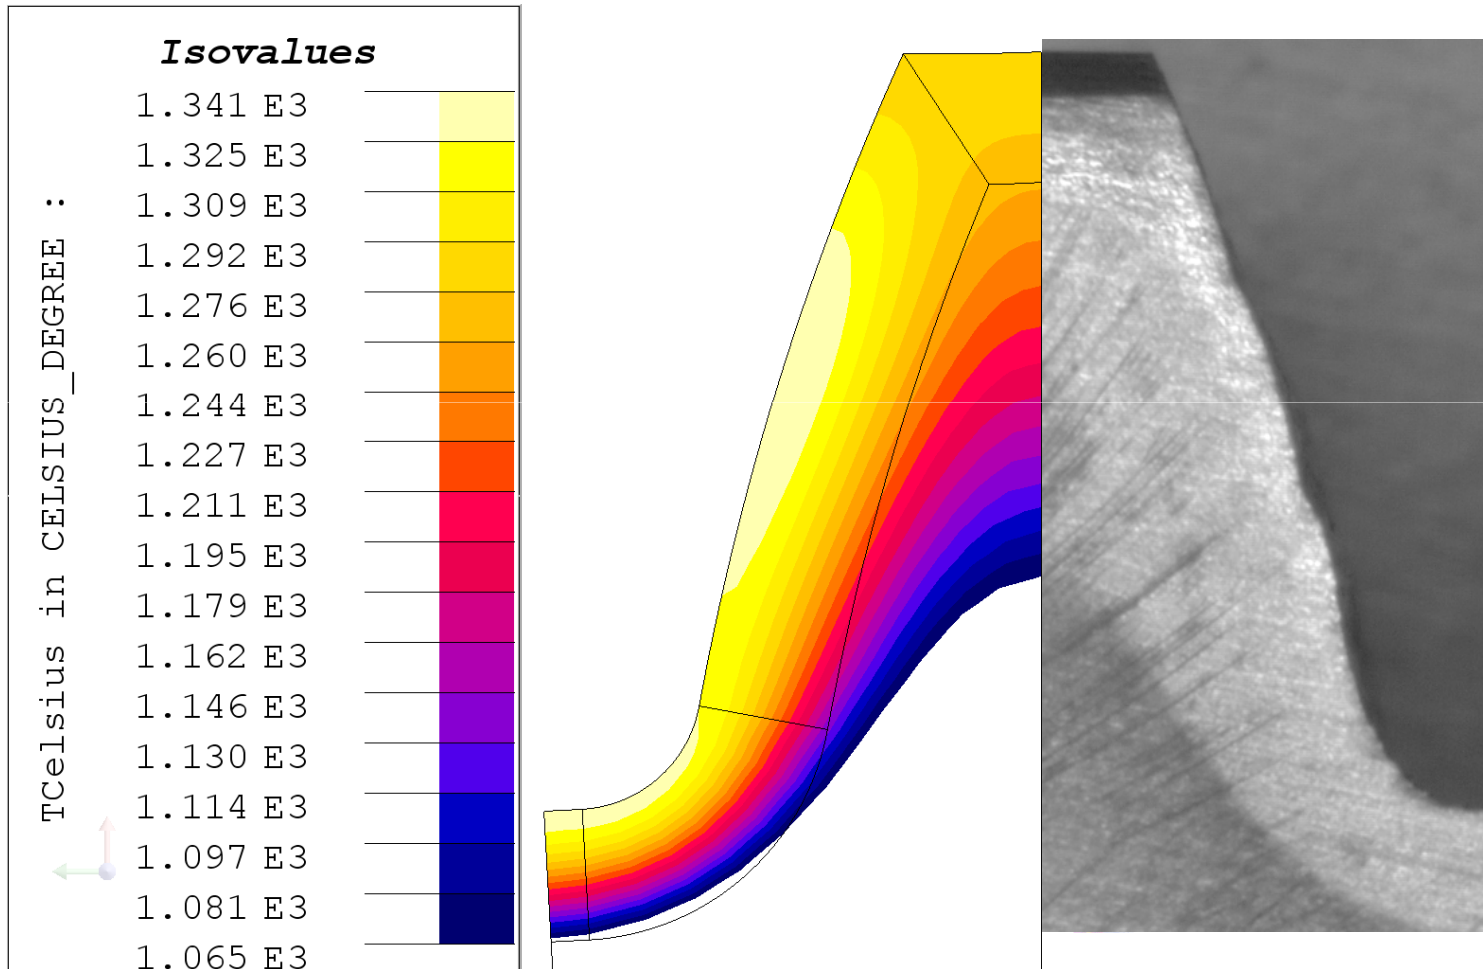 Isovalues
TCelsius in CELSIUS_DEGREE :
1.341 E3
1.325 E3
1.309 E3
1.292 E3
1.276 E3
1.260 E3
1.244 E3
1.227 E3
1.211 E3
1.195 E3
1.179 E3
1.162 E3
1.146 E3
1.130 E3
1.114 E3
1.097 E3
1.081 E3
1.065 E3